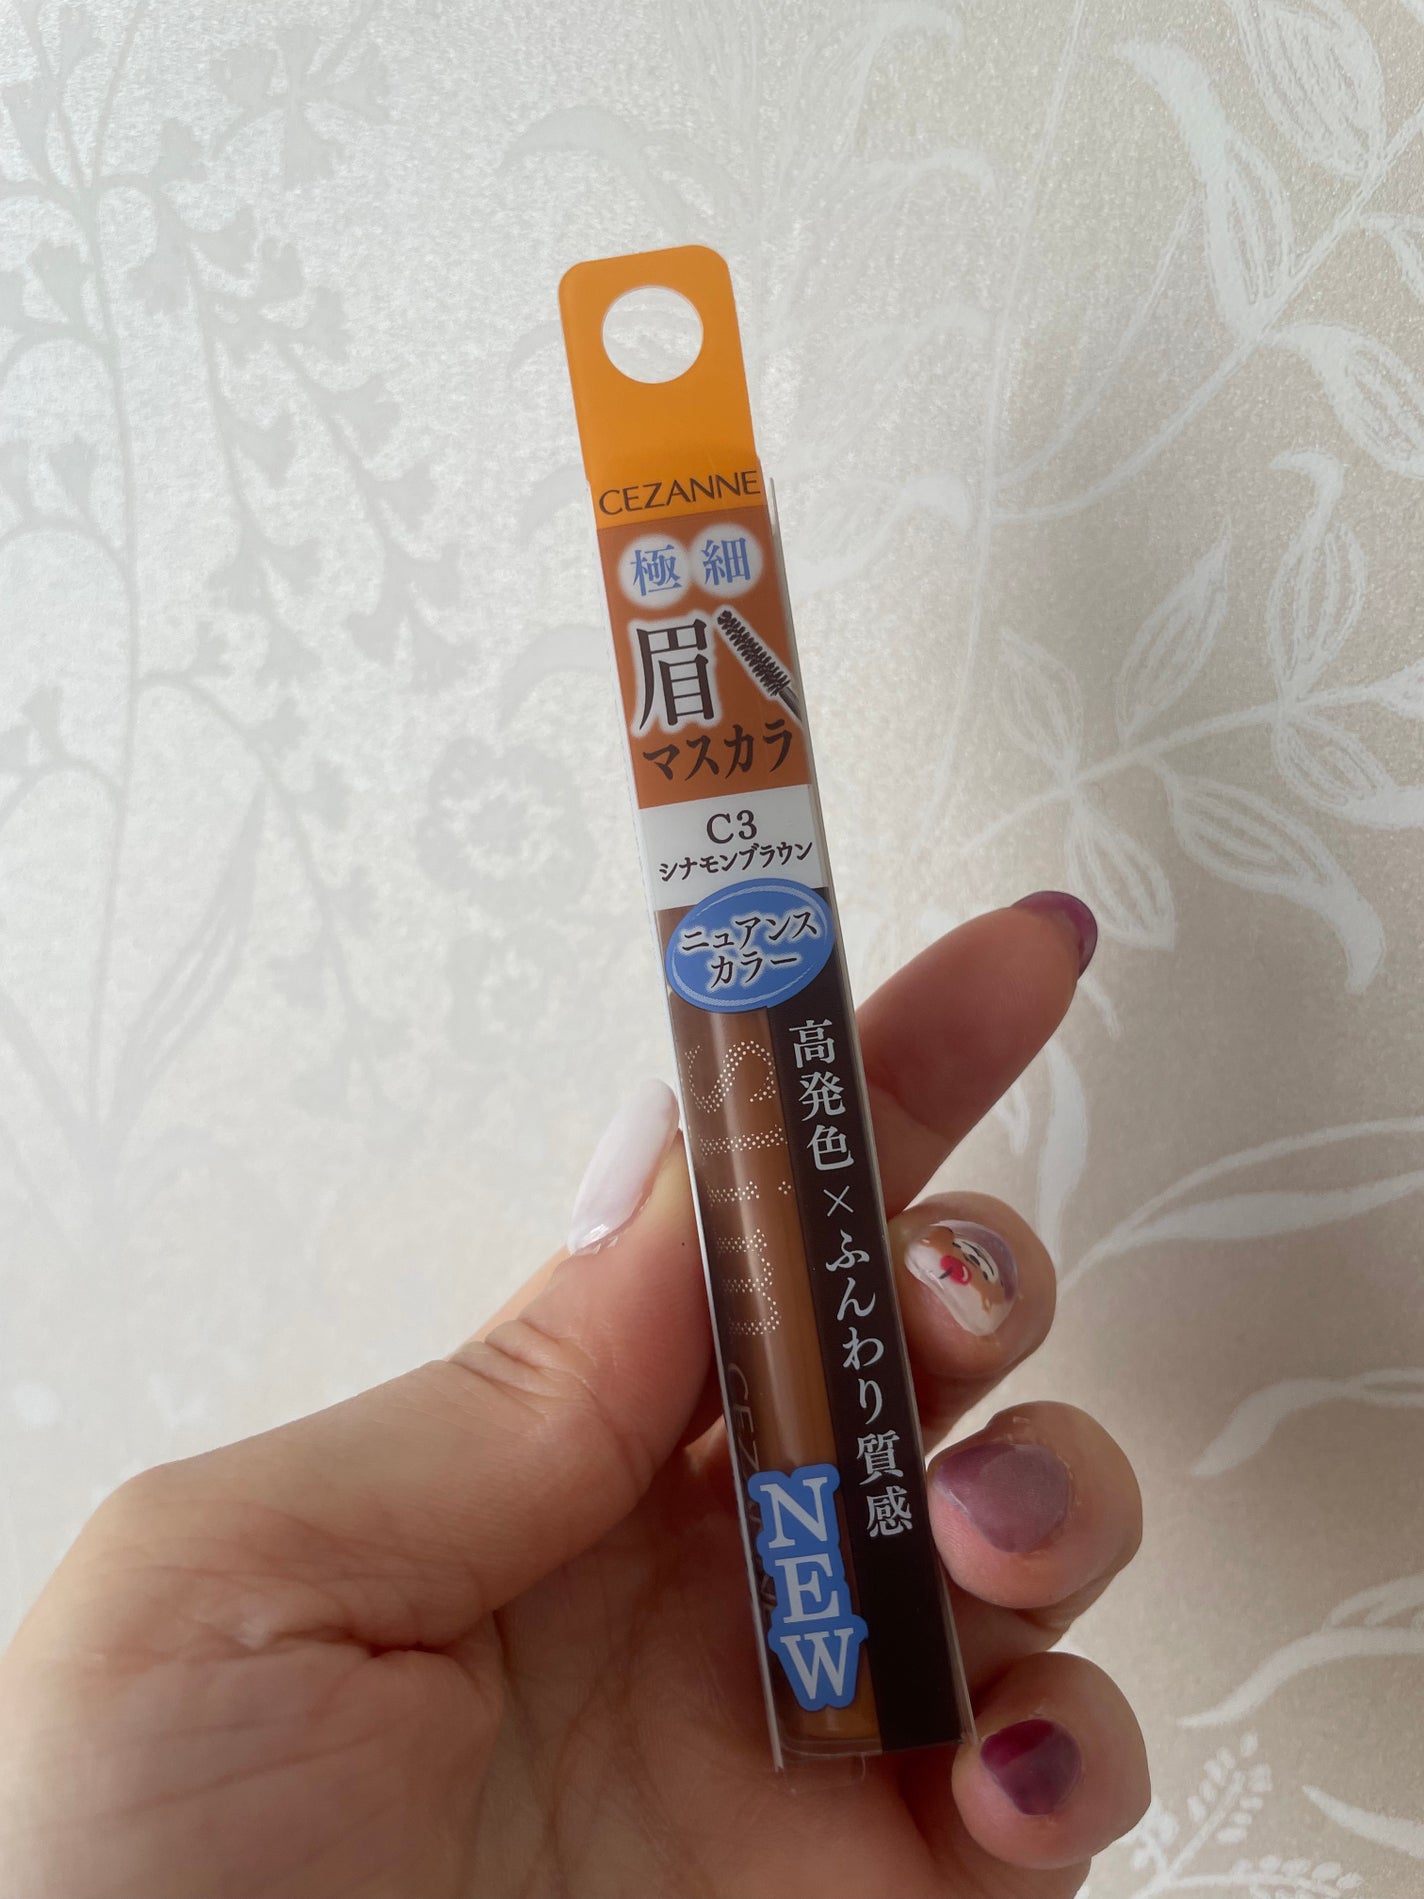 CEZANNE
極細
眉
マスカラ
C3
シナモンブラウン
ニュアンス
カラー
高発色×ふんわり質感
Slim
NEW